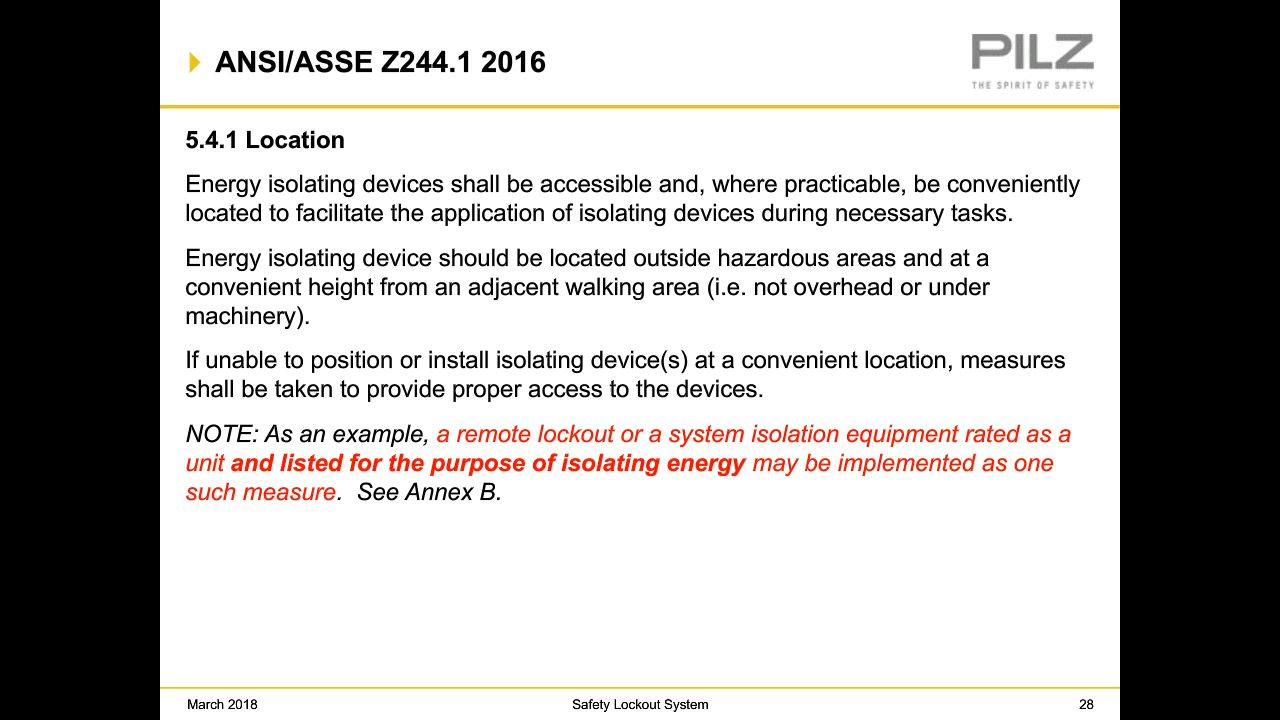 ANSI/ASSE Z244.1 2016
PILZ
THE SPIRIT OF SAFETY
5.4.1 Location
Energy isolating devices shall be accessible and, where practicable, be conveniently
located to facilitate the application of isolating devices during necessary tasks.
Energy isolating device should be located outside hazardous areas and at a
convenient height from an adjacent walking area (i.e. not overhead or under
machinery).
If unable to position or install isolating device(s) at a convenient location, measures
shall be taken to provide proper access to the devices.
NOTE: As an example, a remote lockout or a system isolation equipment rated as a
unit and listed for the purpose of isolating energy may be implemented as one
such measure.  See Annex B.
March 2018
Safety Lockout System
28